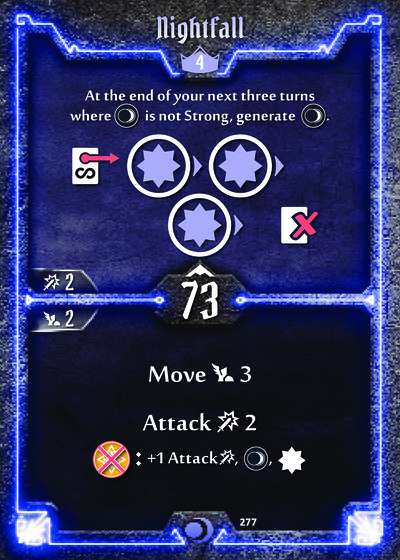 Nightfall
4
At the end of your next three turns
where is not Strong, generate .
S
2
73
2
Move 3
Attack 2
: +1 Attack , ,
277